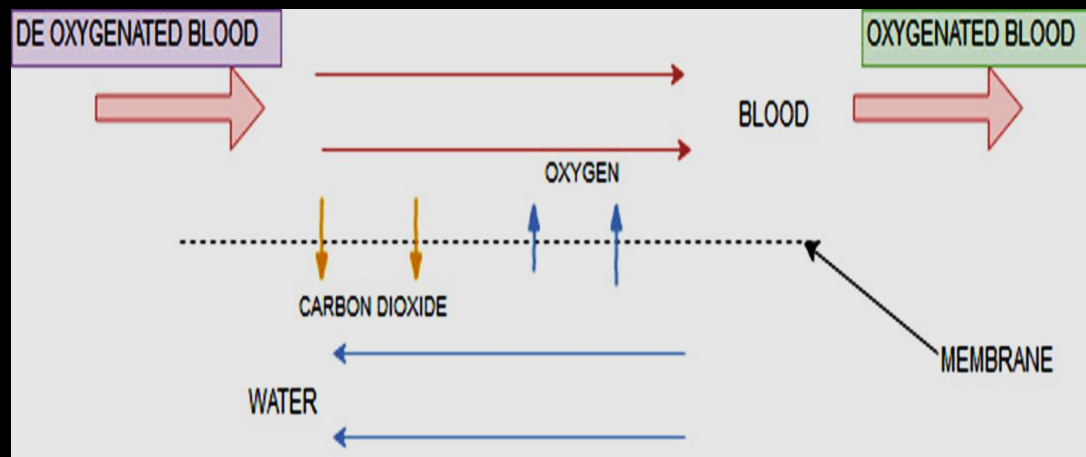 DE OXYGENATED BLOOD
OXYGENATED BLOOD
BLOOD
OXYGEN
CARBON DIOXIDE
MEMBRANE
WATER